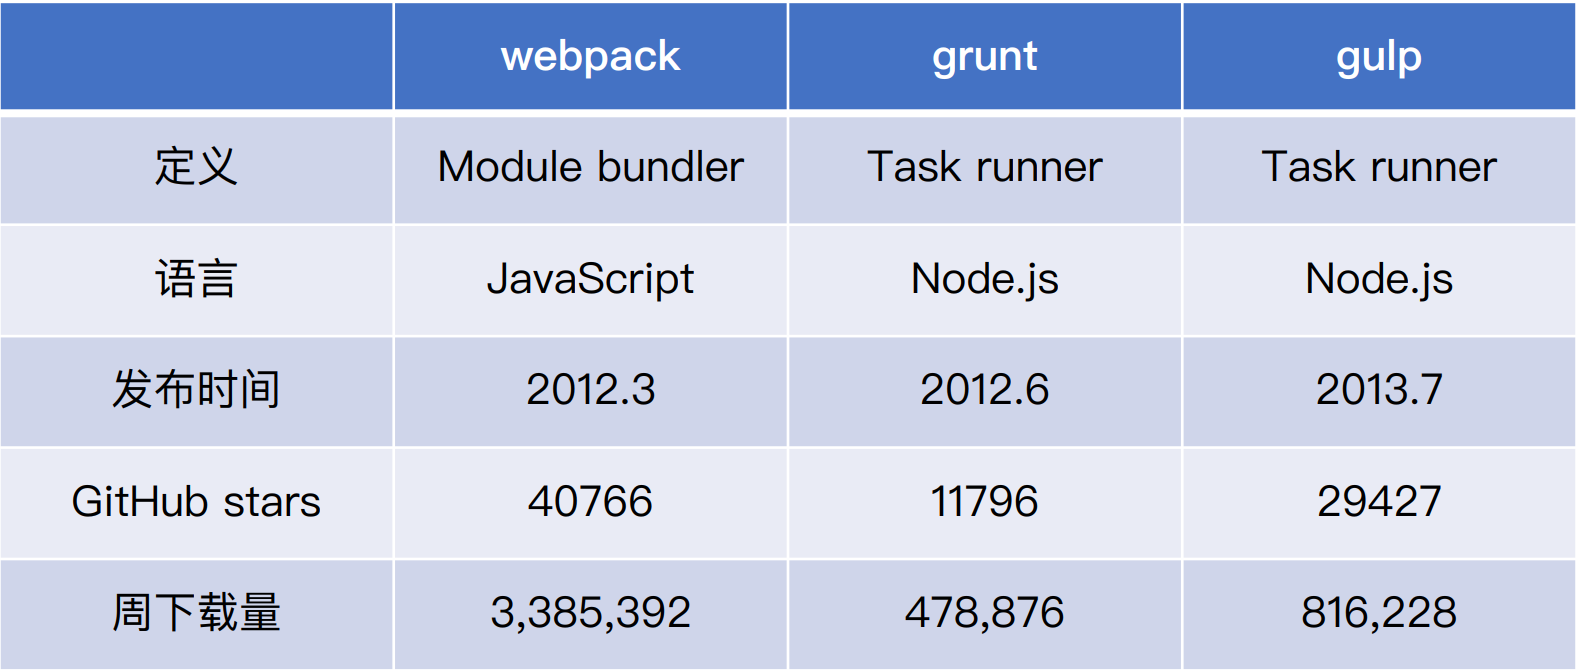 webpack grunt gulp
定义 Module bundler Task runner Task runner
语言 JavaScript Node.js Node.js
发布时间 2012.3 2012.6 2013.7
GitHub stars 40766 11796 29427
周下载量 3,385,392 478,876 816,228